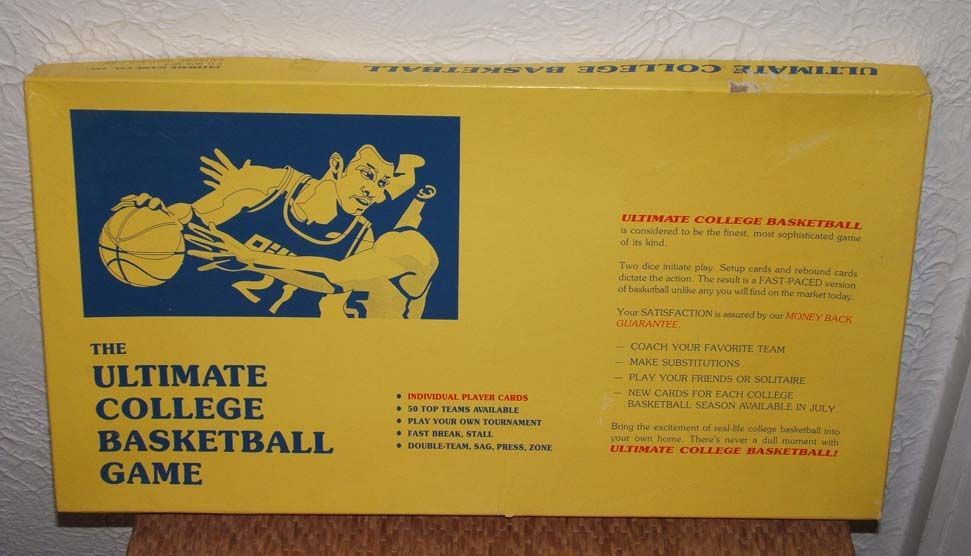 ULTIMATE COLLEGE BASKETBALL
21
5
THE
ULTIMATE
COLLEGE
BASKETBALL
GAME
• INDIVIDUAL PLAYER CARDS
• 50 TOP TEAMS AVAILABLE
• PLAY YOUR OWN TOURNAMENT
• FAST BREAK, STALL
• DOUBLE-TEAM, SAG, PRESS, ZONE
ULTIMATE COLLEGE BASKETBALL
is considered to be the finest, most sophisticated game
of its kind.
Two dice initiate play. Setup cards and rebound cards
dictate the action. The result is a FAST-PACED version
of basketball unlike any you will find on the market today.
Your SATISFACTION is assured by our MONEY BACK
GUARANTEE.
— COACH YOUR FAVORITE TEAM
— MAKE SUBSTITUTIONS
— PLAY YOUR FRIENDS OR SOLITAIRE
— NEW CARDS FOR EACH COLLEGE
BASKETBALL SEASON AVAILABLE IN JULY
Bring the excitement of real-life college basketball into
your own home. There's never a dull moment with
ULTIMATE COLLEGE BASKETBALL!